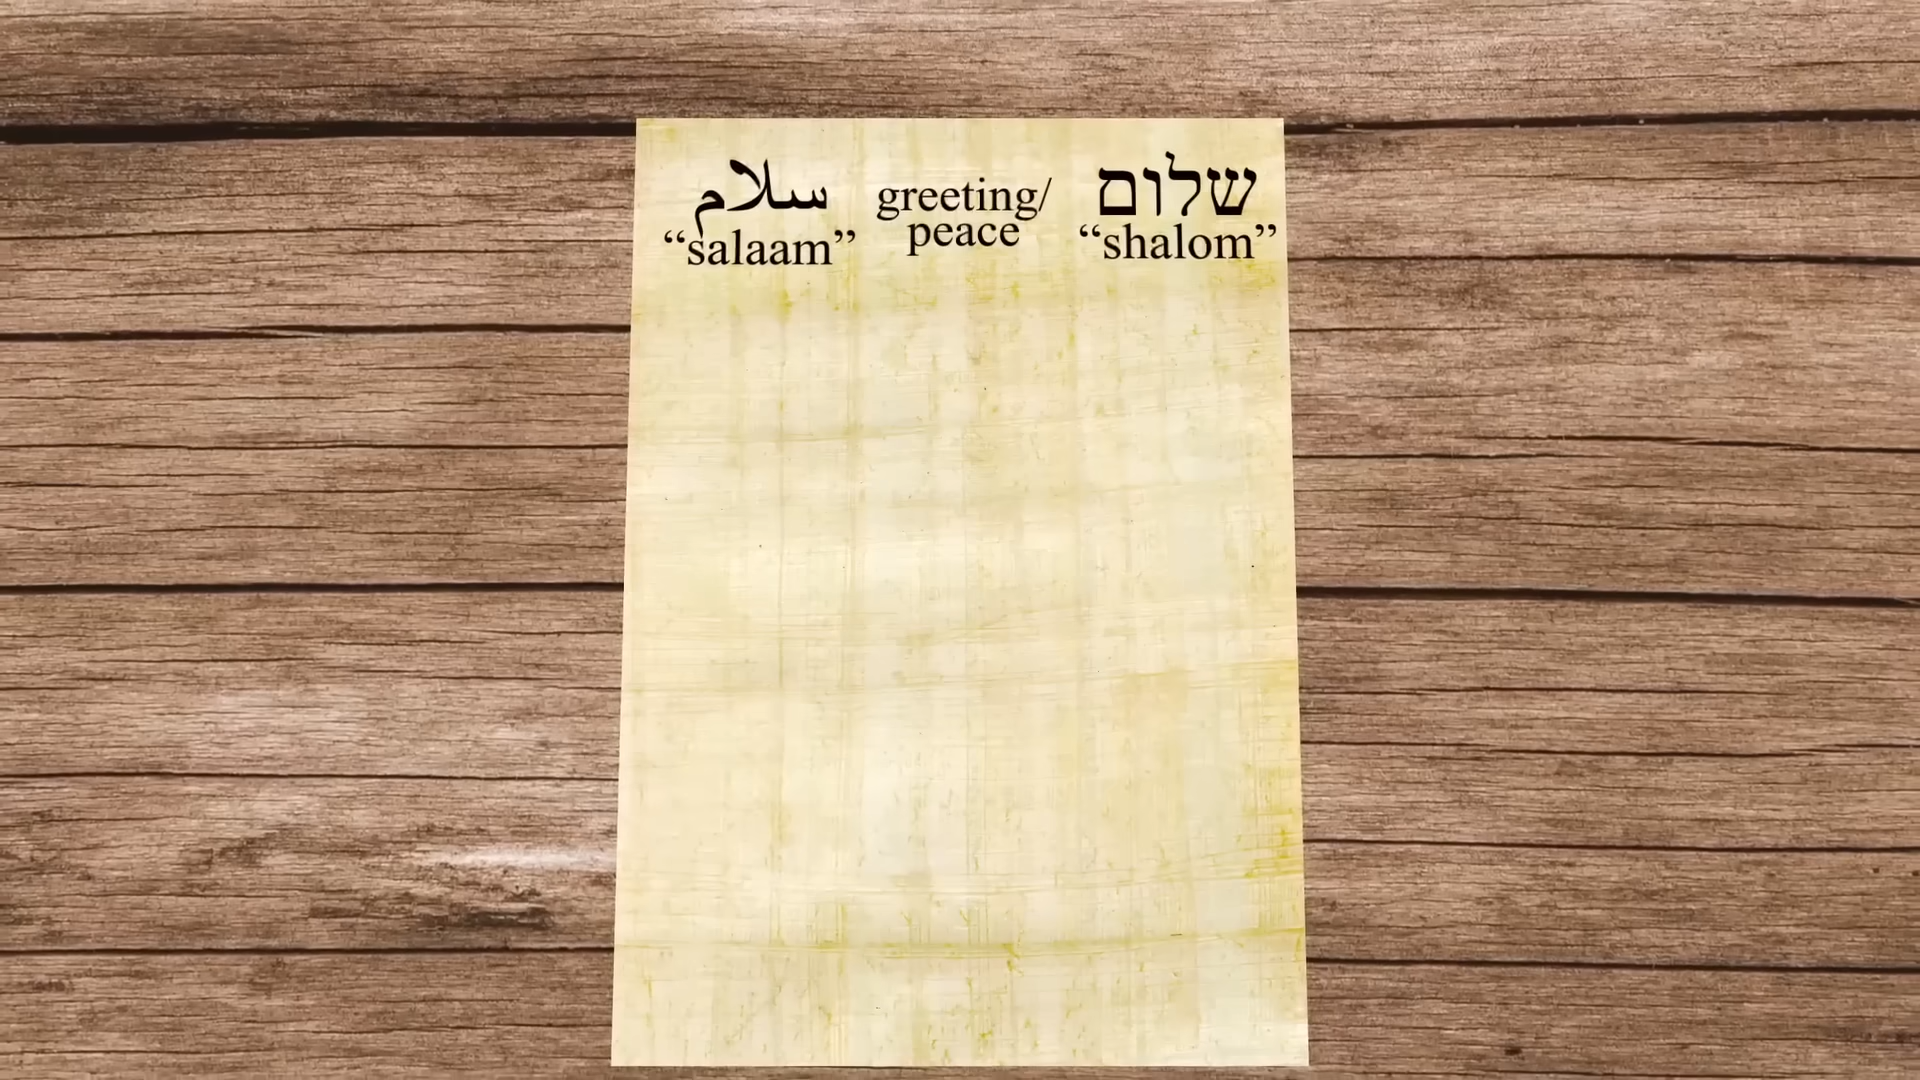 سلام
“salaam”
greeting/
peace
שלום
“shalom”